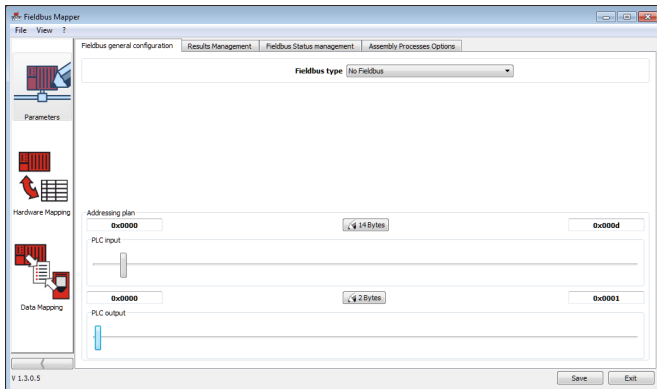 Fieldbus Mapper
File View ?
Fieldbus general configuration Results Management Fieldbus Status management Assembly Processes Options
Fieldbus type No Fieldbus
Parameters
Hardware Mapping
Data Mapping
Addressing plan
0x0000 14 Bytes 0x000d
PLC input
0x0000 2 Bytes 0x0001
PLC output
V 1.3.0.5 Save Exit